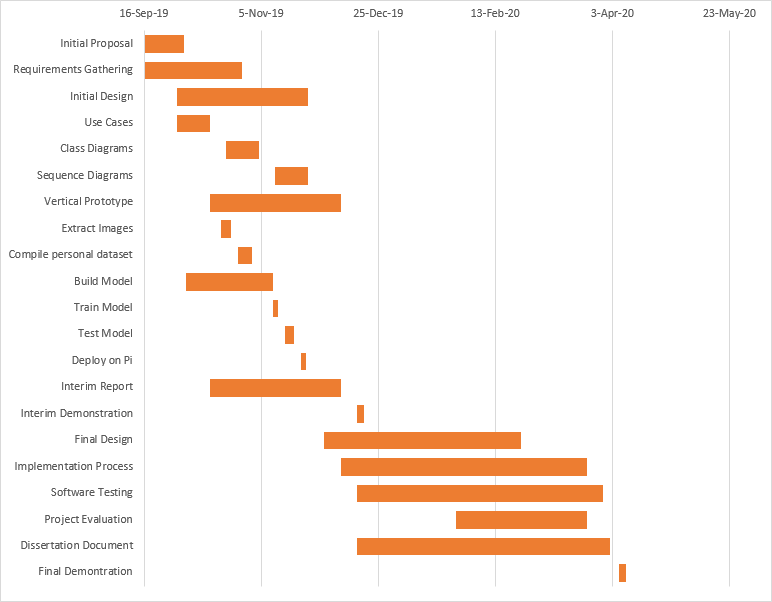 16-Sep-19 5-Nov-19 25-Dec-19 13-Feb-20 3-Apr-20 23-May-20
Initial Proposal
Requirements Gathering
Initial Design
Use Cases
Class Diagrams
Sequence Diagrams
Vertical Prototype
Extract Images
Compile personal dataset
Build Model
Train Model
Test Model
Deploy on Pi
Interim Report
Interim Demonstration
Final Design
Implementation Process
Software Testing
Project Evaluation
Dissertation Document
Final Demontration